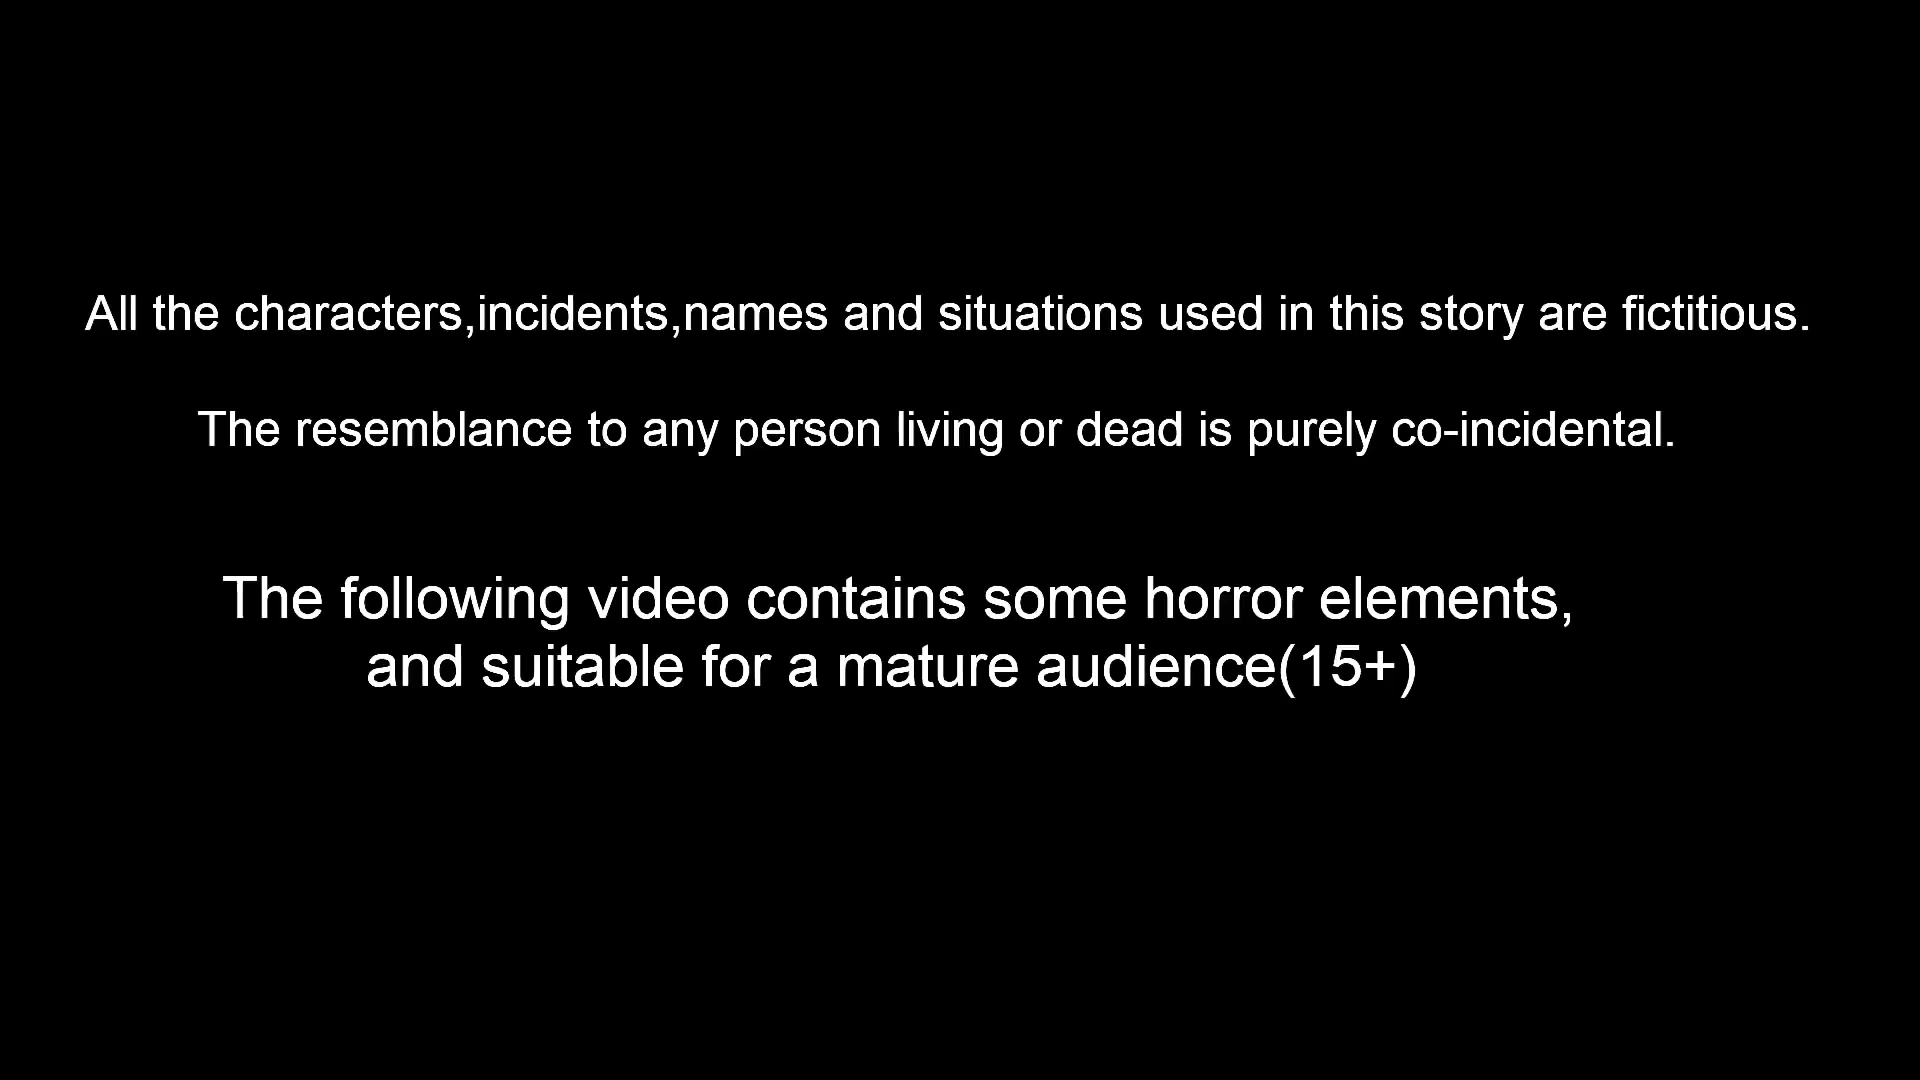 All the characters,incidents,names and situations used in this story are fictitious.
The resemblance to any person living or dead is purely co-incidental.
The following video contains some horror elements,
and suitable for a mature audience(15+)